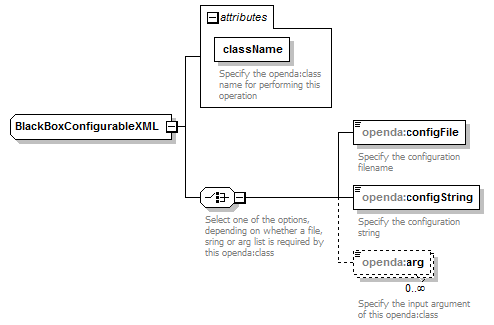 attributes
className
Specify the openda:class
name for performing this
operation
BlackBoxConfigurableXML
openda:configFile
Specify the configuration
filename
Select one of the options,
depending on whether a file,
sring or arg list is required by
this openda:class
openda:configString
Specify the configuration
string
openda:arg
0..∞
Specify the input argument
of this openda:class